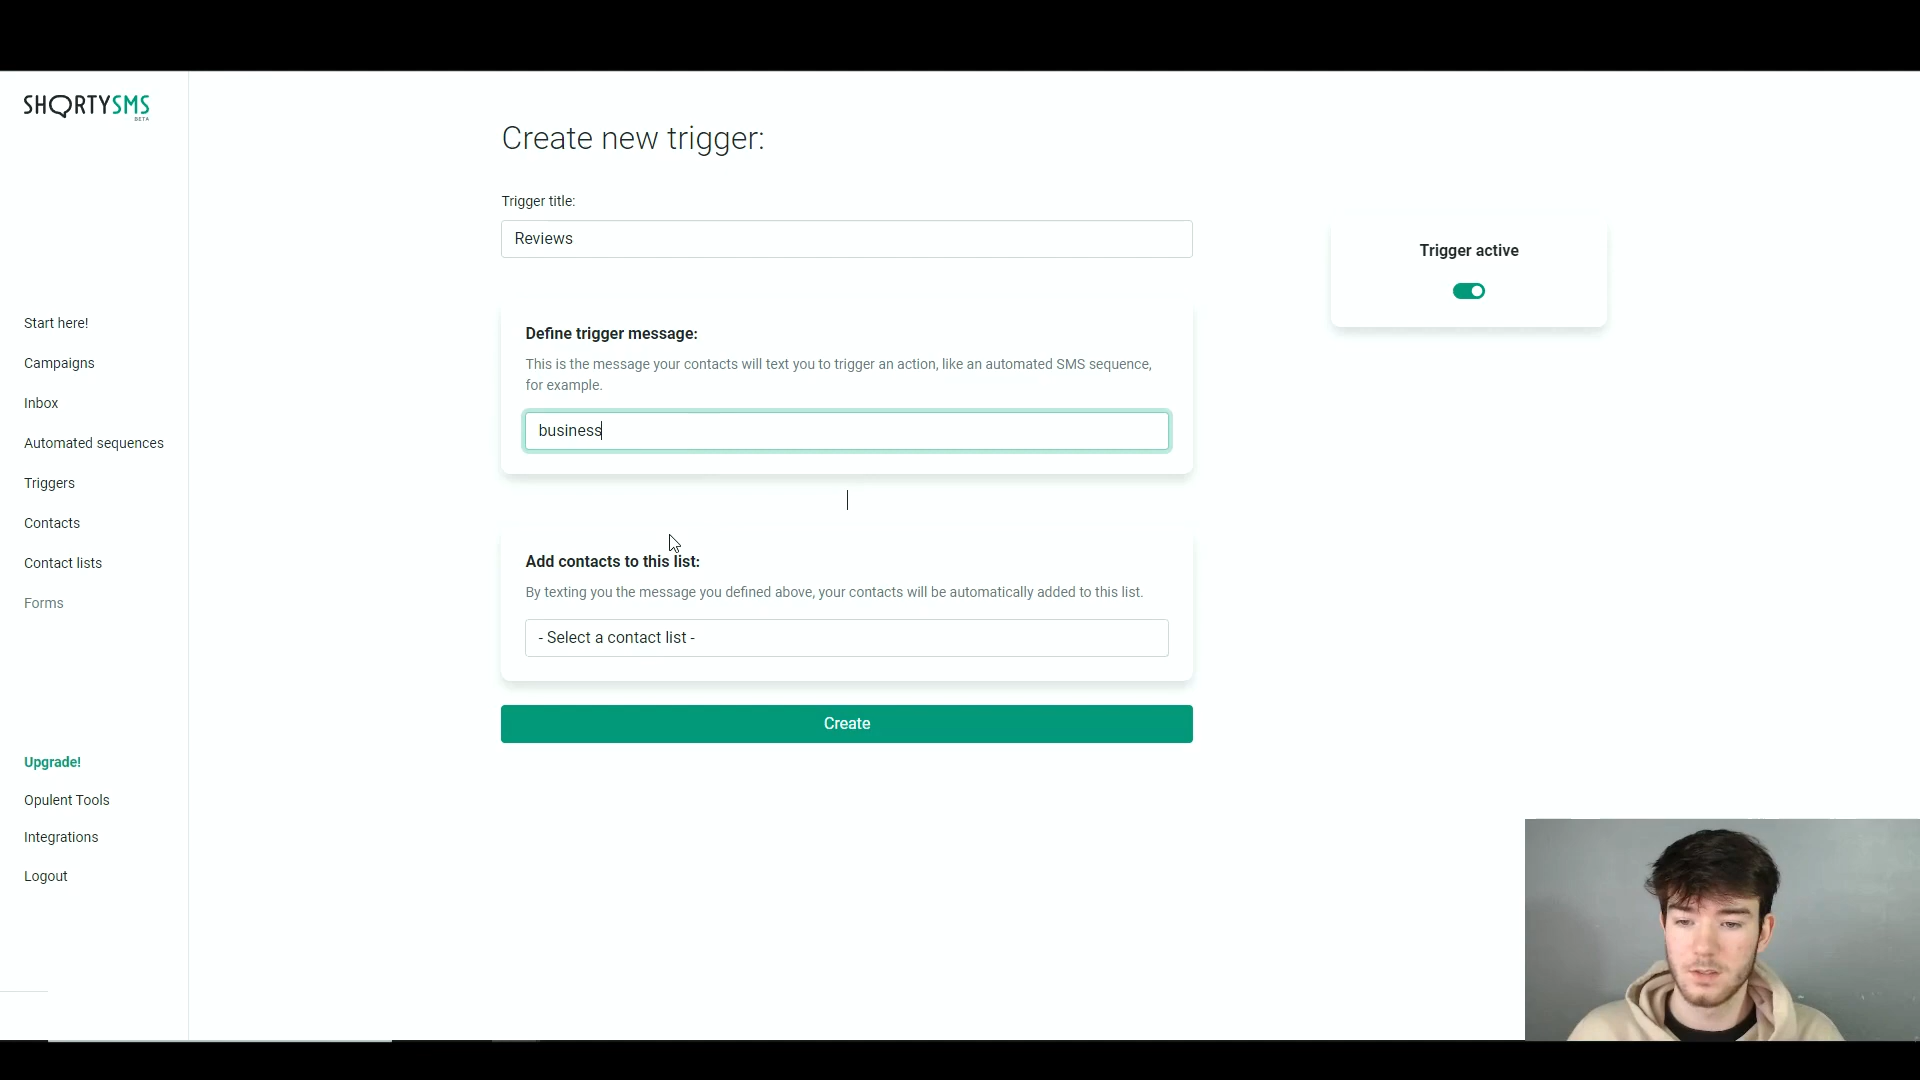 SHORTYSMS
BETA
Start here!
Campaigns
Inbox
Automated sequences
Triggers
Contacts
Contact lists
Forms
Upgrade!
Opulent Tools
Integrations
Logout
Create new trigger:
Trigger title:
Reviews
Define trigger message:
This is the message your contacts will text you to trigger an action, like an automated SMS sequence,
for example.
business
Add contacts to this list:
By texting you the message you defined above, your contacts will be automatically added to this list.
- Select a contact list -
Create
Trigger active